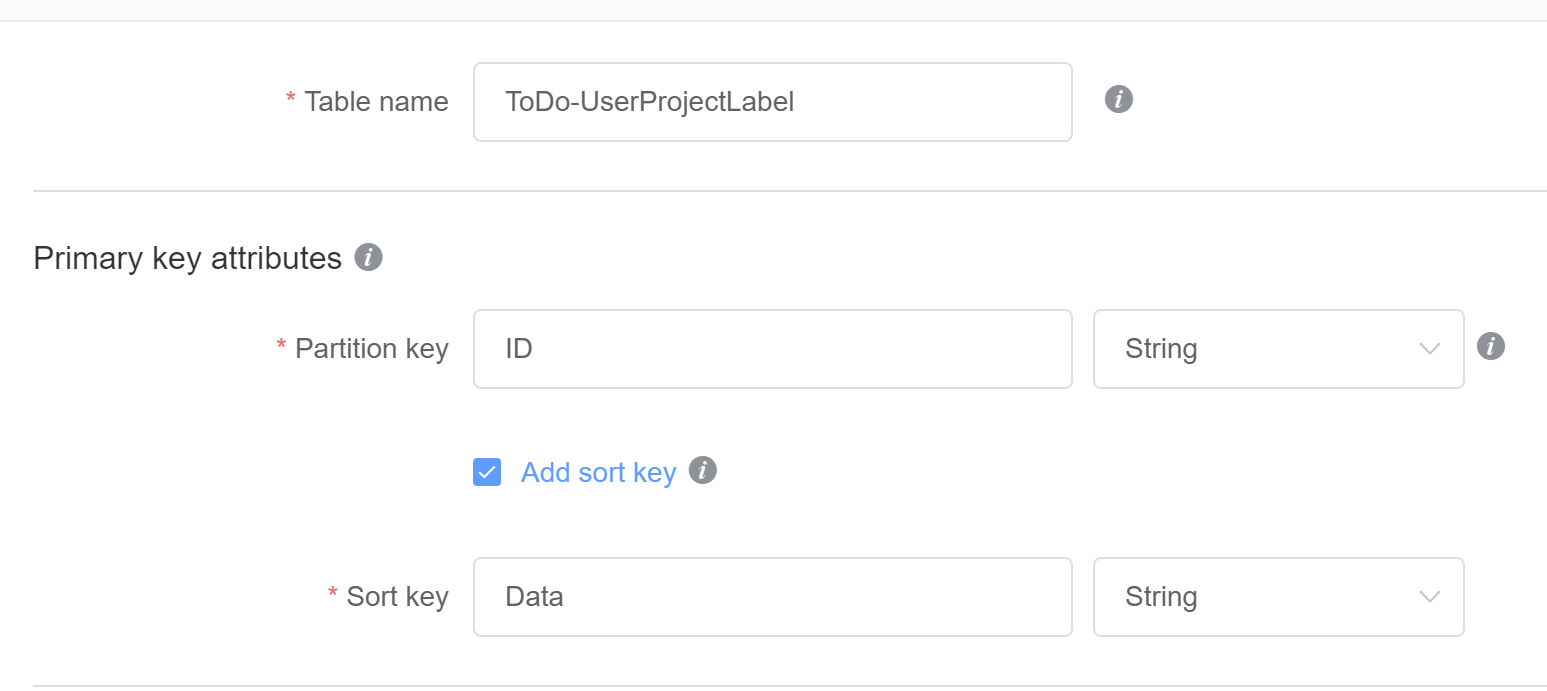 * Table name ToDo-UserProjectLabel i
Primary key attributes i
* Partition key ID String i
Add sort key i
* Sort key Data String